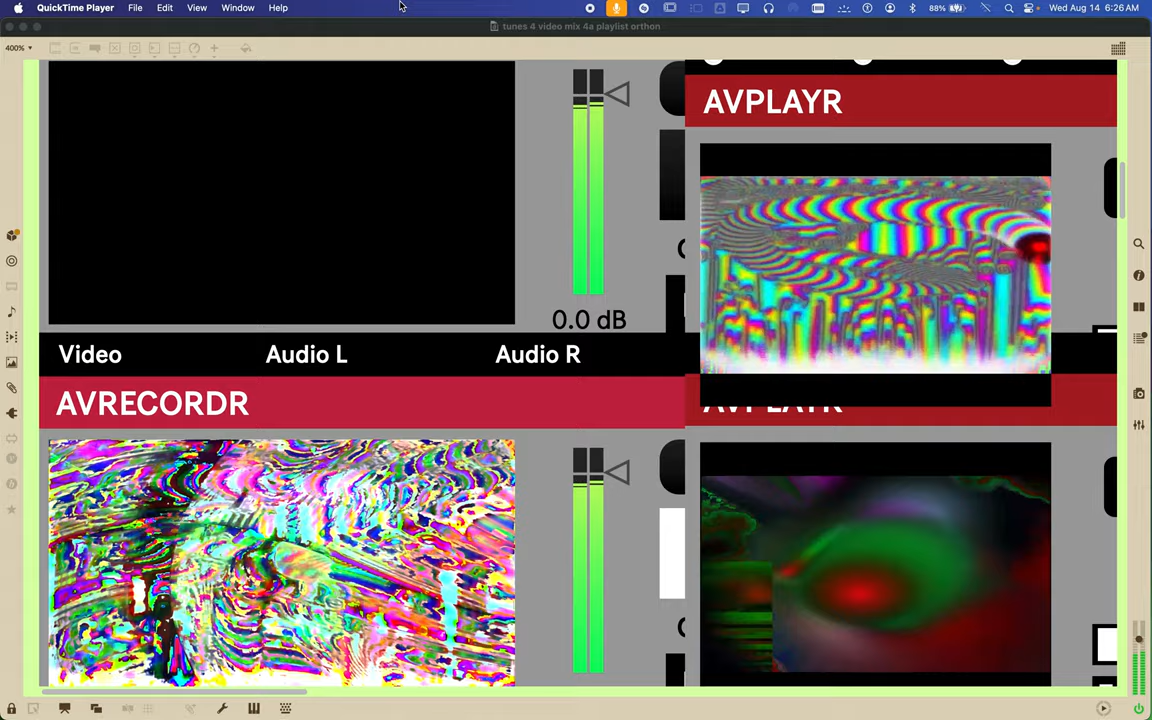 QuickTime Player File Edit View Window Help 88% Wed Aug 14 6:26 AM
tunes 4 video mix 4a playlist orthon
400%
AVPLAYR
0.0 dB
Video Audio L Audio R
AVRECORDR
AVPLAYR